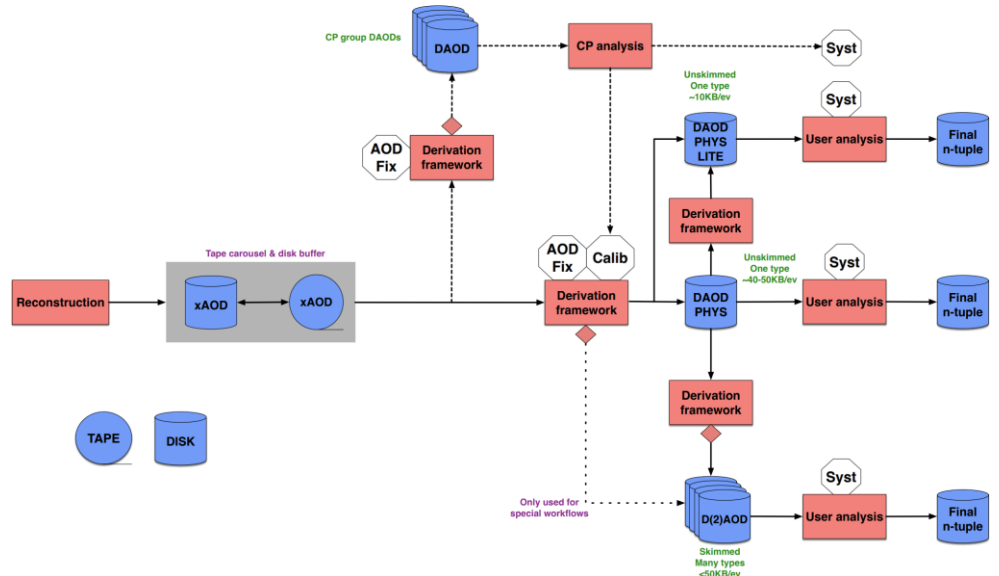 CP group DAODs
DAOD
CP analysis
Syst
Unskimmed
One type
~10KB/ev
Syst
AOD
Fix
Derivation
framework
DAOD
PHYS
LITE
User analysis
Final
n-tuple
Derivation
framework
Tape carousel & disk buffer
AOD
Fix
Calib
Unskimmed
One type
~40-50KB/ev
Syst
Reconstruction
xAOD
xAOD
Derivation
framework
DAOD
PHYS
User analysis
Final
n-tuple
Derivation
framework
TAPE
DISK
Syst
Only used for
special workflows
D(2)AOD
User analysis
Final
n-tuple
Skimmed
Many types
<50KB/ev